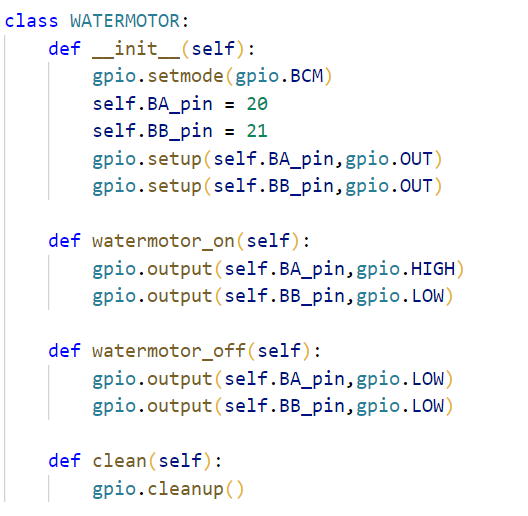 class WATERMOTOR:
    def __init__(self):
        gpio.setmode(gpio.BCM)
        self.BA_pin = 20
        self.BB_pin = 21
        gpio.setup(self.BA_pin,gpio.OUT)
        gpio.setup(self.BB_pin,gpio.OUT)

    def watermotor_on(self):
        gpio.output(self.BA_pin,gpio.HIGH)
        gpio.output(self.BB_pin,gpio.LOW)

    def watermotor_off(self):
        gpio.output(self.BA_pin,gpio.LOW)
        gpio.output(self.BB_pin,gpio.LOW)

    def clean(self):
        gpio.cleanup()